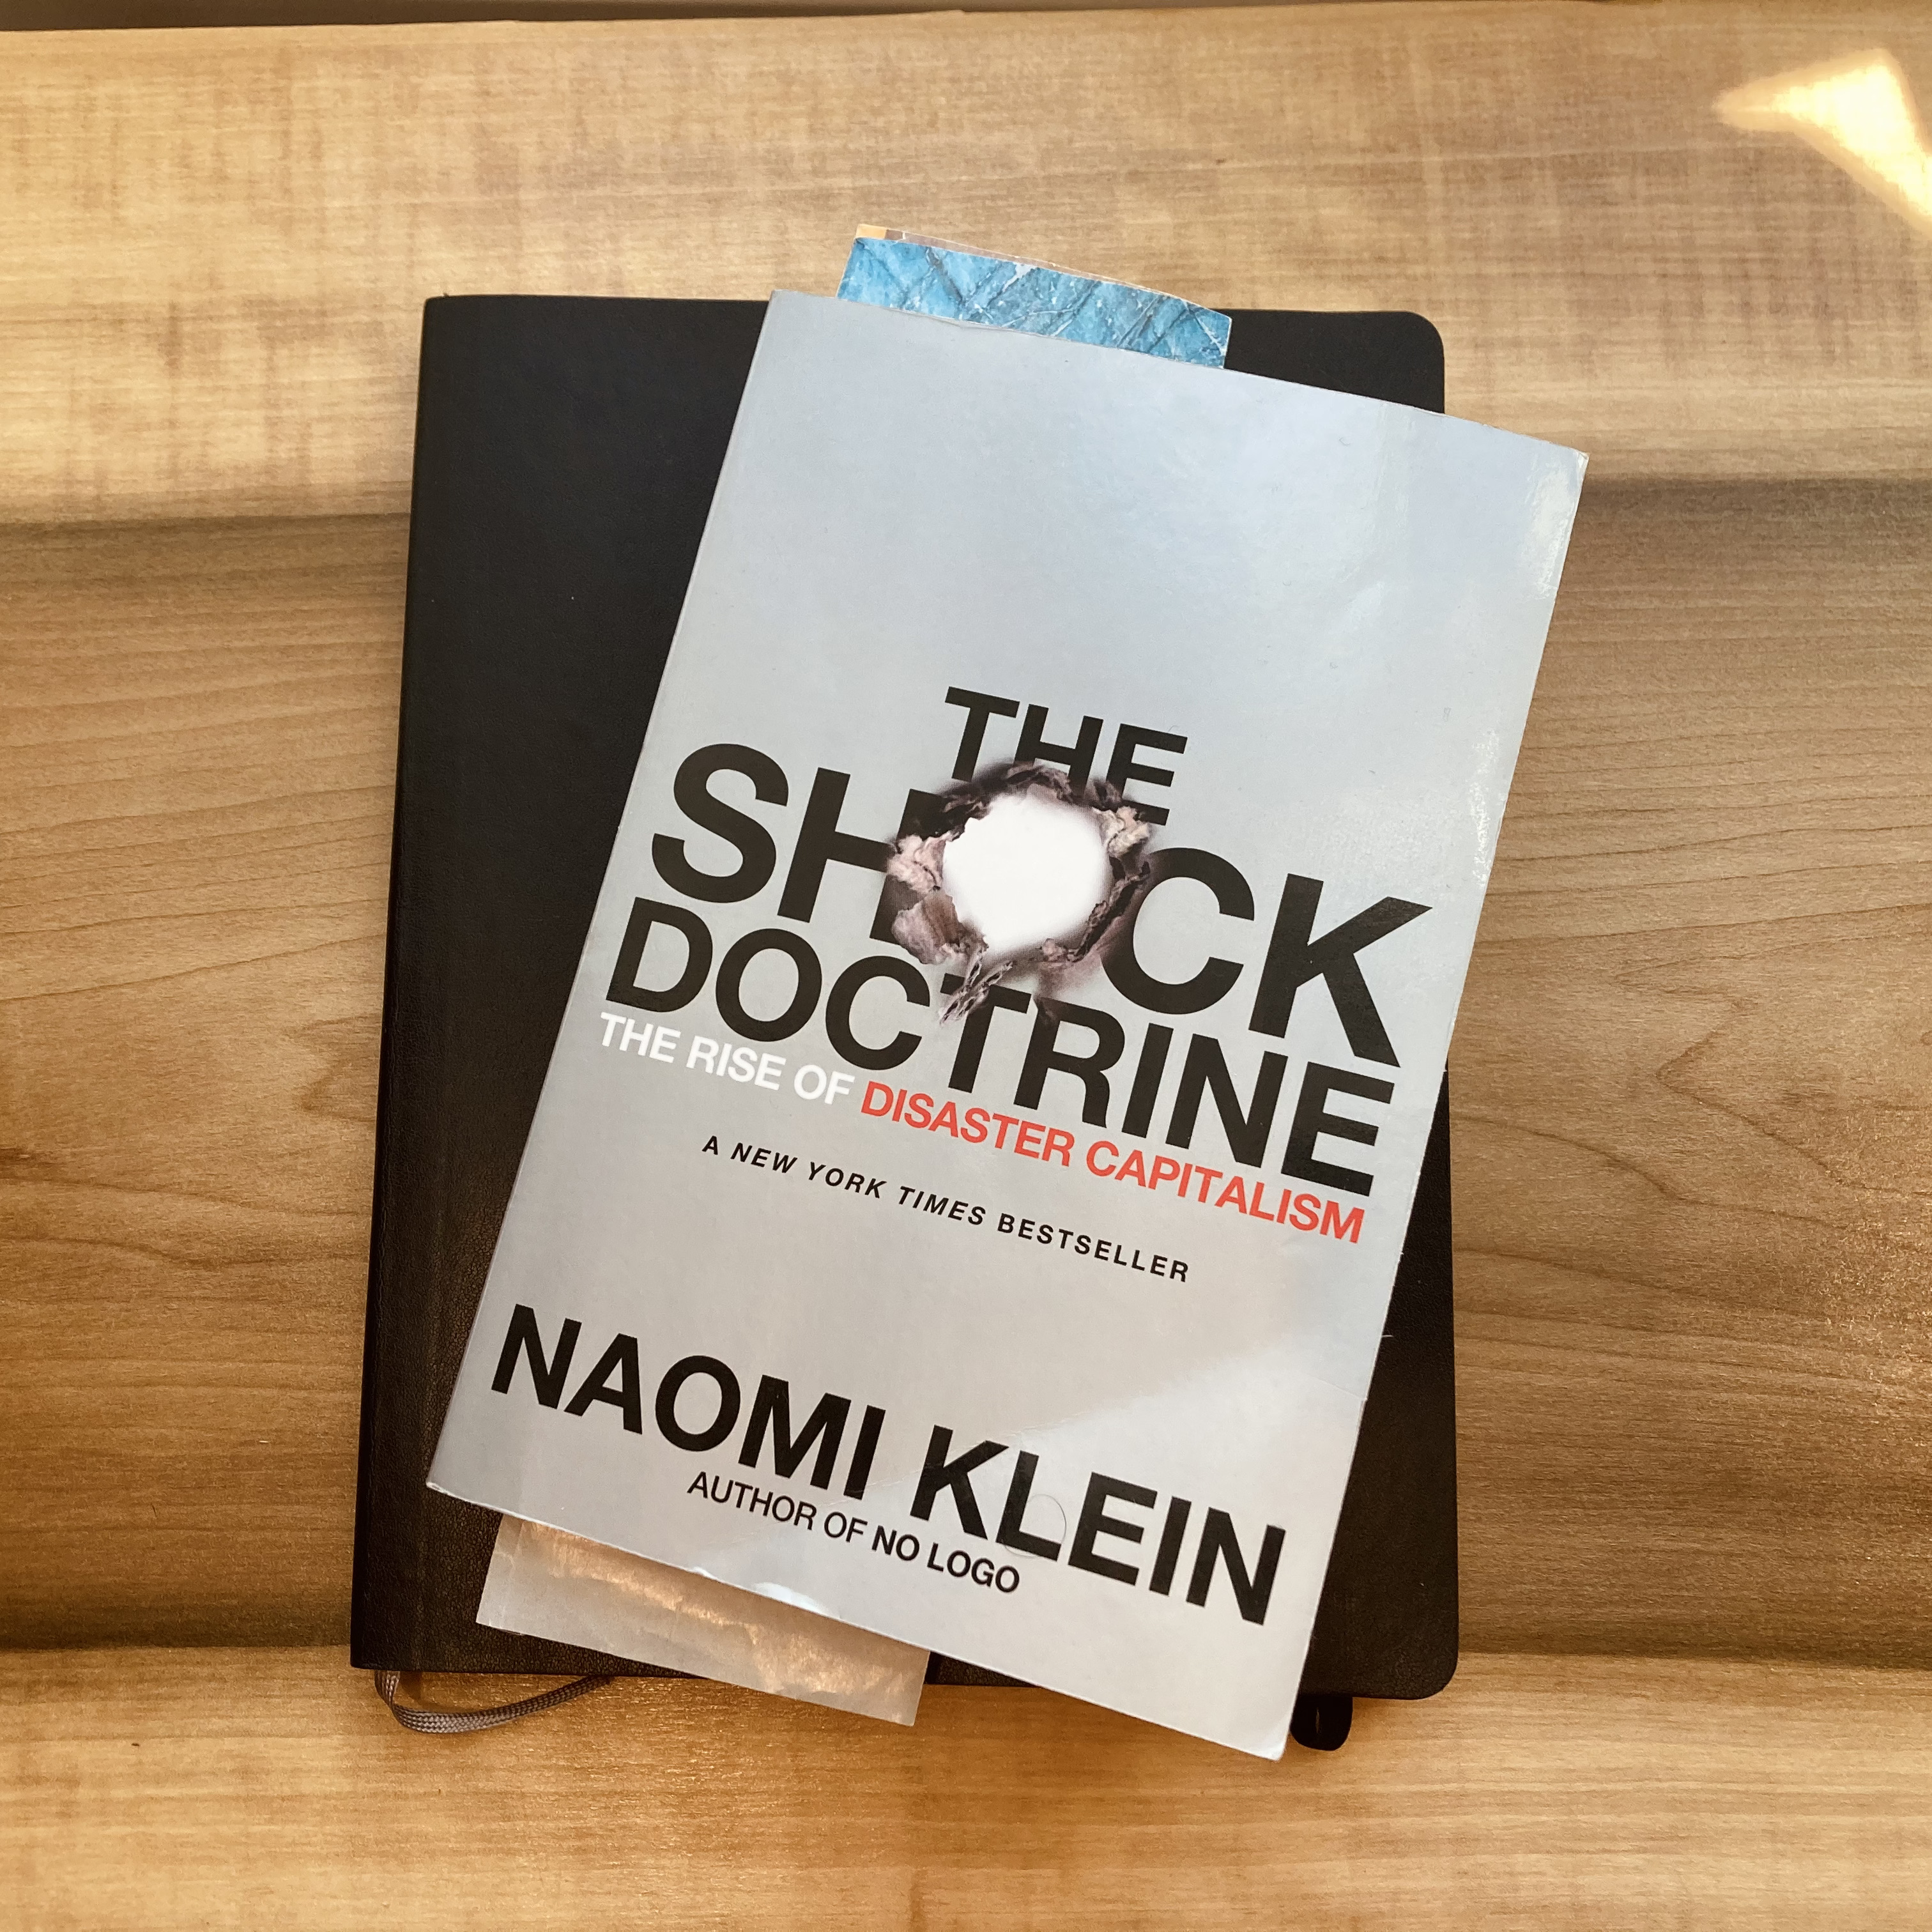 THE
SHOCK
DOCTRINE
THE RISE OF DISASTER CAPITALISM
A NEW YORK TIMES BESTSELLER
NAOMI KLEIN
AUTHOR OF NO LOGO